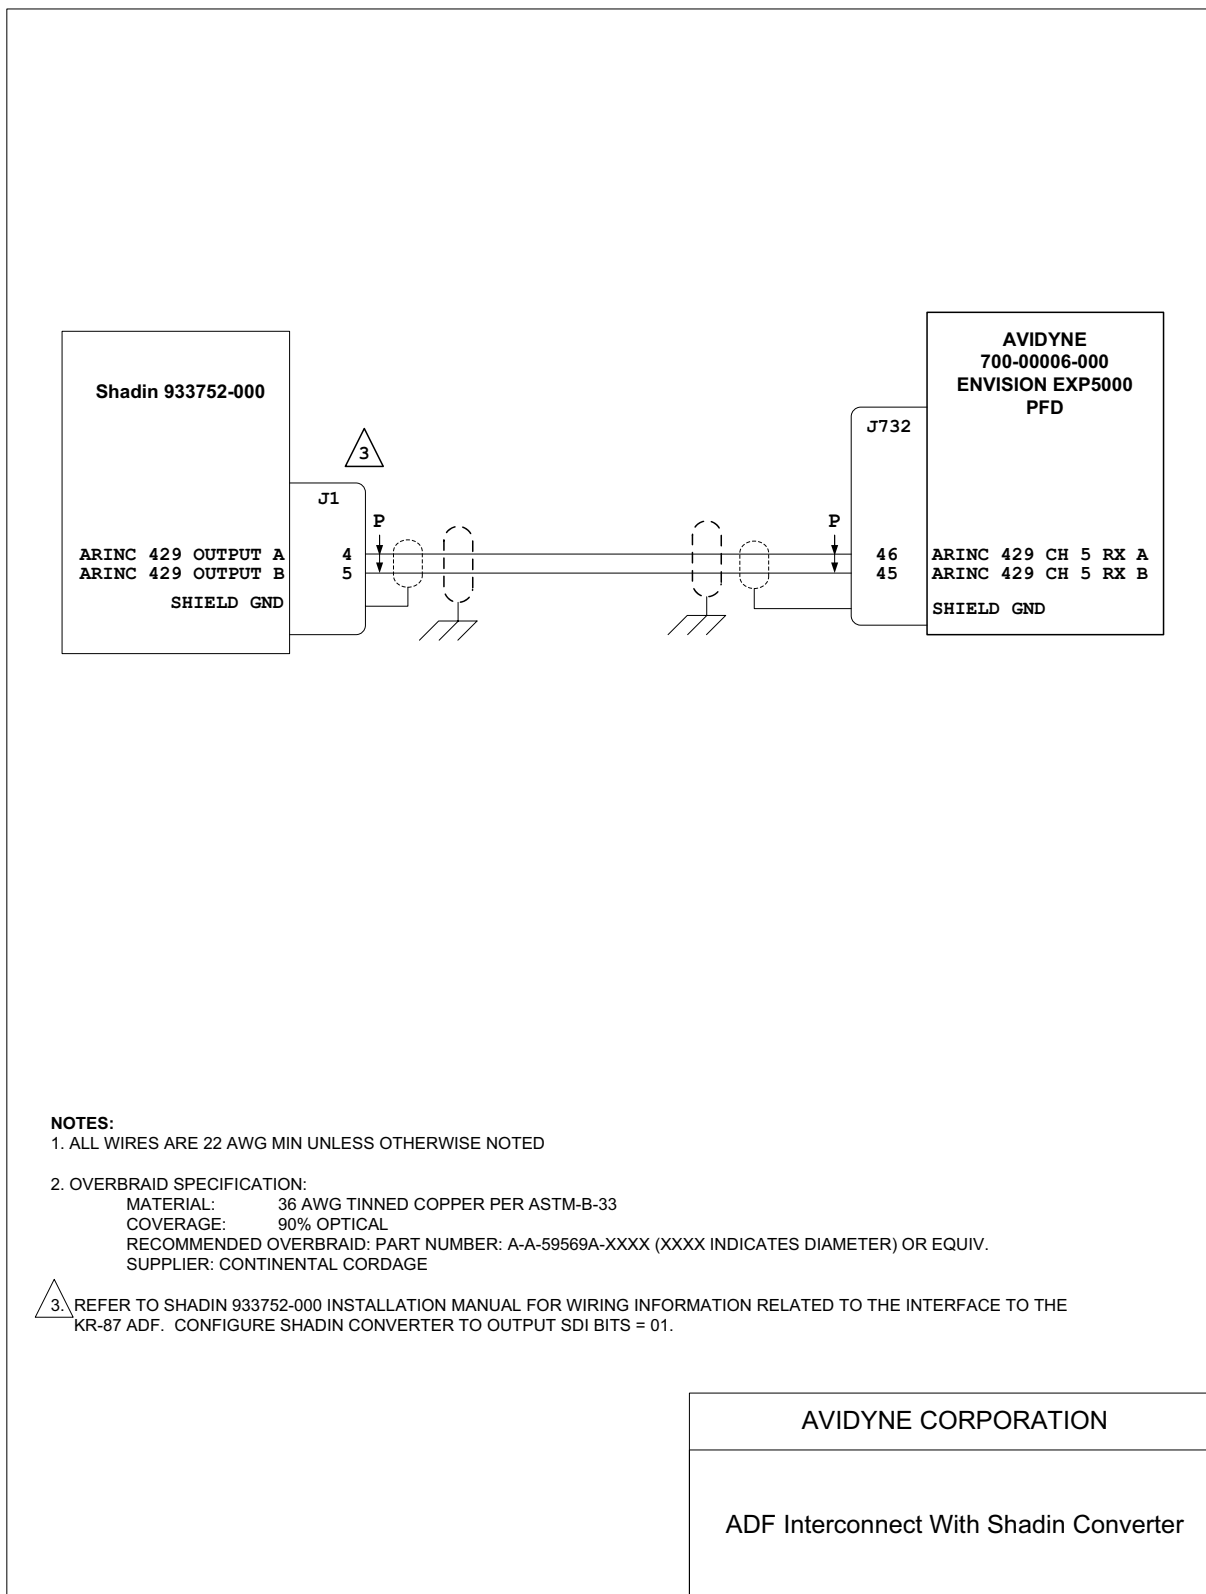 Shadin 933752-000
AVIDYNE
700-00006-000
ENVISION EXP5000
PFD
J732
3
J1
P
P
ARINC 429 OUTPUT A 4
46 ARINC 429 CH 5 RX A
ARINC 429 OUTPUT B 5
45 ARINC 429 CH 5 RX B
SHIELD GND
SHIELD GND
NOTES:
1. ALL WIRES ARE 22 AWG MIN UNLESS OTHERWISE NOTED
2. OVERBRAID SPECIFICATION:
MATERIAL: 36 AWG TINNED COPPER PER ASTM-B-33
COVERAGE: 90% OPTICAL
RECOMMENDED OVERBRAID: PART NUMBER: A-A-59569A-XXXX (XXXX INDICATES DIAMETER) OR EQUIV.
SUPPLIER: CONTINENTAL CORDAGE
3. REFER TO SHADIN 933752-000 INSTALLATION MANUAL FOR WIRING INFORMATION RELATED TO THE INTERFACE TO THE
KR-87 ADF. CONFIGURE SHADIN CONVERTER TO OUTPUT SDI BITS = 01.
AVIDYNE CORPORATION
ADF Interconnect With Shadin Converter